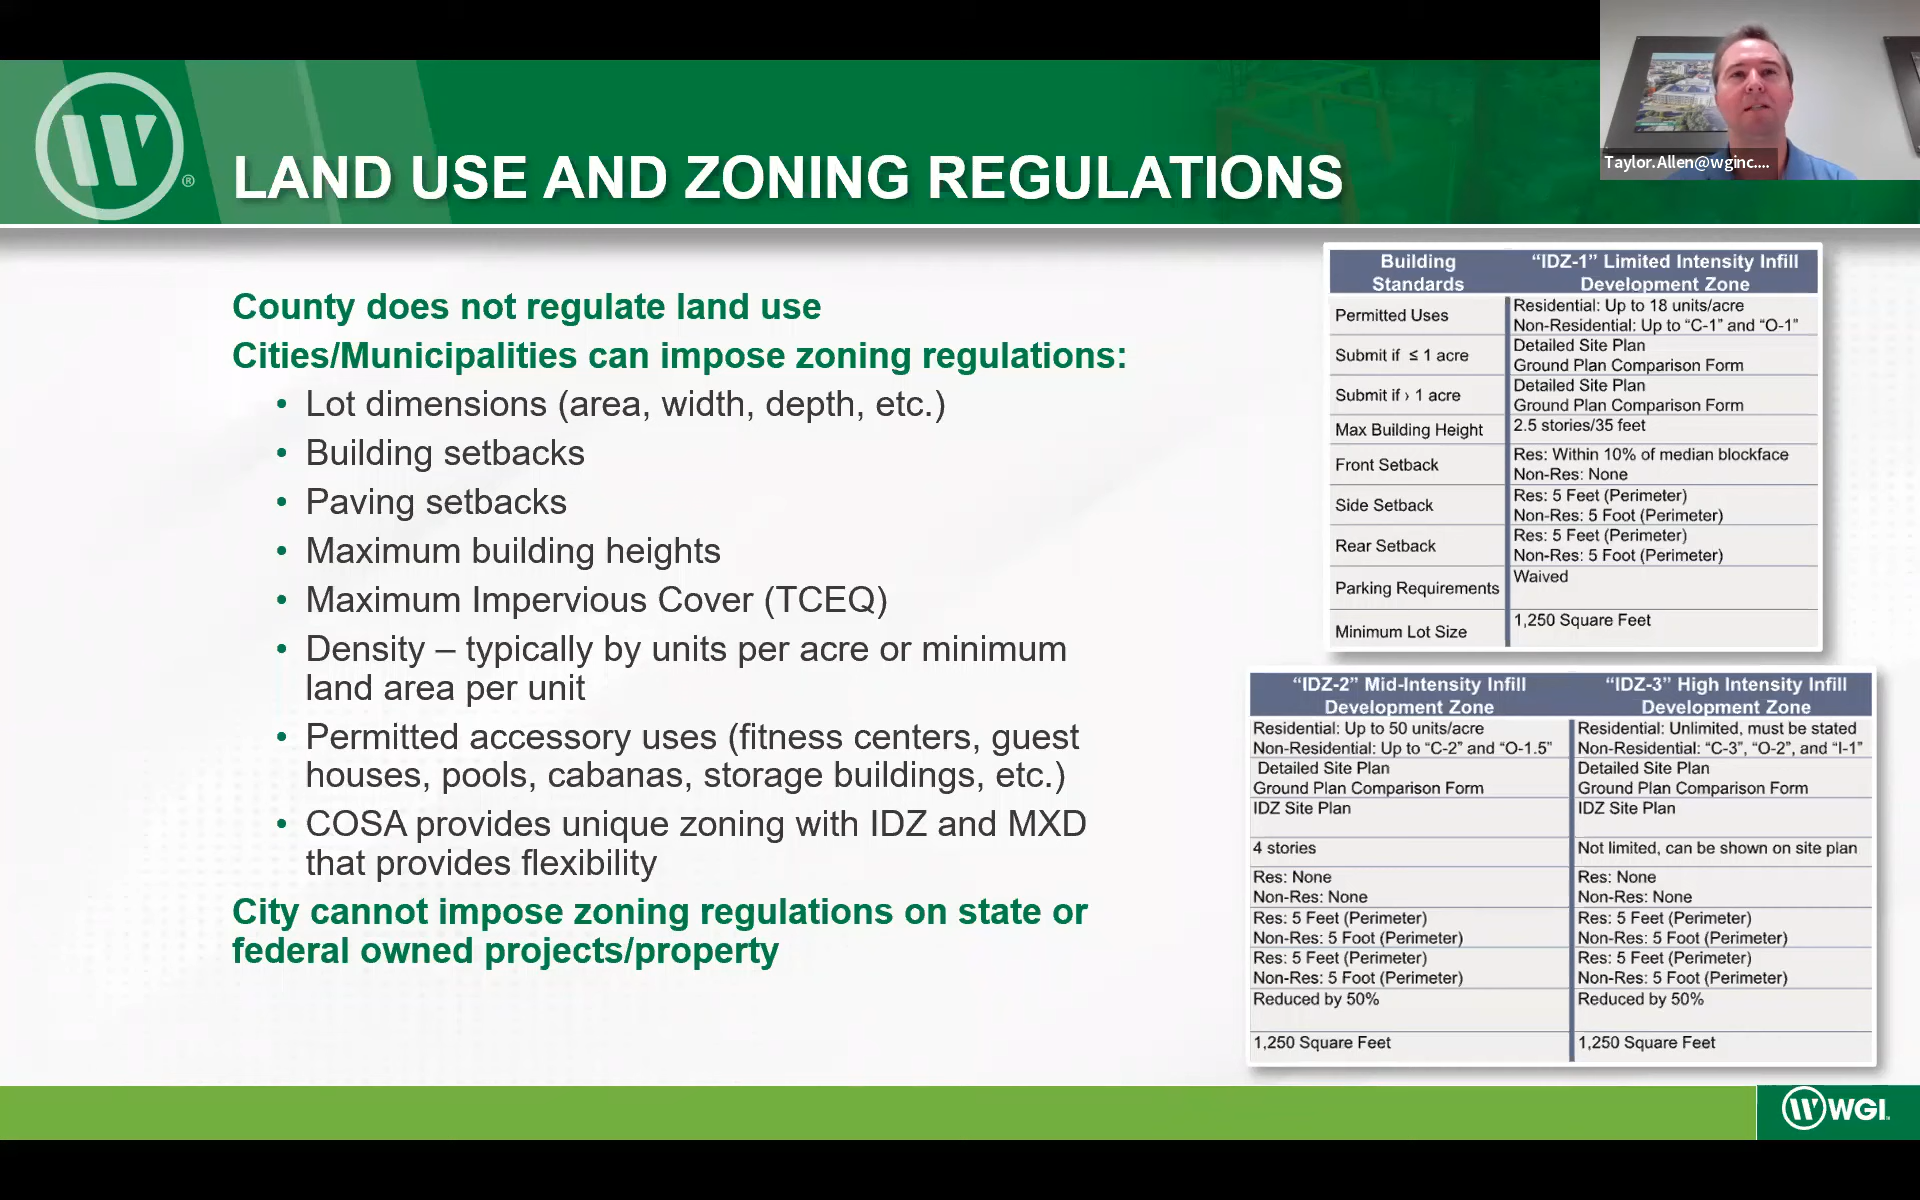 W
®
LAND USE AND ZONING REGULATIONS
Taylor.Allen@wginc....
County does not regulate land use
Cities/Municipalities can impose zoning regulations:
• Lot dimensions (area, width, depth, etc.)
• Building setbacks
• Paving setbacks
• Maximum building heights
• Maximum Impervious Cover (TCEQ)
• Density – typically by units per acre or minimum
land area per unit
• Permitted accessory uses (fitness centers, guest
houses, pools, cabanas, storage buildings, etc.)
• COSA provides unique zoning with IDZ and MXD
that provides flexibility
City cannot impose zoning regulations on state or
federal owned projects/property
Building Standards “IDZ-1” Limited Intensity Infill Development Zone
Permitted Uses
Residential: Up to 18 units/acre
Non-Residential: Up to “C-1” and “O-1”
Submit if ≤ 1 acre
Detailed Site Plan
Ground Plan Comparison Form
Submit if › 1 acre
Detailed Site Plan
Ground Plan Comparison Form
Max Building Height
2.5 stories/35 feet
Front Setback
Res: Within 10% of median blockface
Non-Res: None
Side Setback
Res: 5 Feet (Perimeter)
Non-Res: 5 Foot (Perimeter)
Rear Setback
Res: 5 Feet (Perimeter)
Non-Res: 5 Foot (Perimeter)
Parking Requirements
Waived
Minimum Lot Size
1,250 Square Feet
“IDZ-2” Mid-Intensity Infill
Development Zone
“IDZ-3” High Intensity Infill
Development Zone
Residential: Up to 50 units/acre
Non-Residential: Up to “C-2” and “O-1.5”
Residential: Unlimited, must be stated
Non-Residential: “C-3”, “O-2”, and “I-1”
Detailed Site Plan
Ground Plan Comparison Form
Detailed Site Plan
Ground Plan Comparison Form
IDZ Site Plan
IDZ Site Plan
4 stories
Not limited, can be shown on site plan
Res: None
Non-Res: None
Res: None
Non-Res: None
Res: 5 Feet (Perimeter)
Non-Res: 5 Foot (Perimeter)
Res: 5 Feet (Perimeter)
Non-Res: 5 Foot (Perimeter)
Res: 5 Feet (Perimeter)
Non-Res: 5 Foot (Perimeter)
Res: 5 Feet (Perimeter)
Non-Res: 5 Foot (Perimeter)
Reduced by 50%
Reduced by 50%
1,250 Square Feet
1,250 Square Feet
W WGI